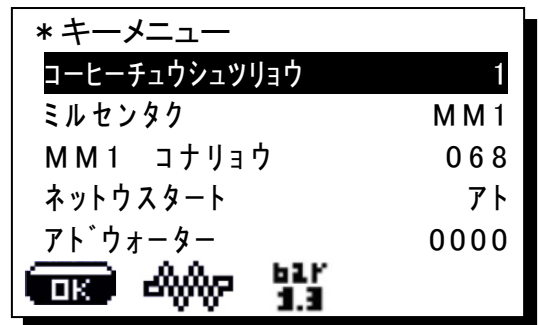 *キーメニュー
コーヒーチュウシュツリョウ 1
ミルセンタク MM1
MM1 コナリョウ 068
ネットウスタート アト
アド゛ウォーター 0000
OK
bar
1.1